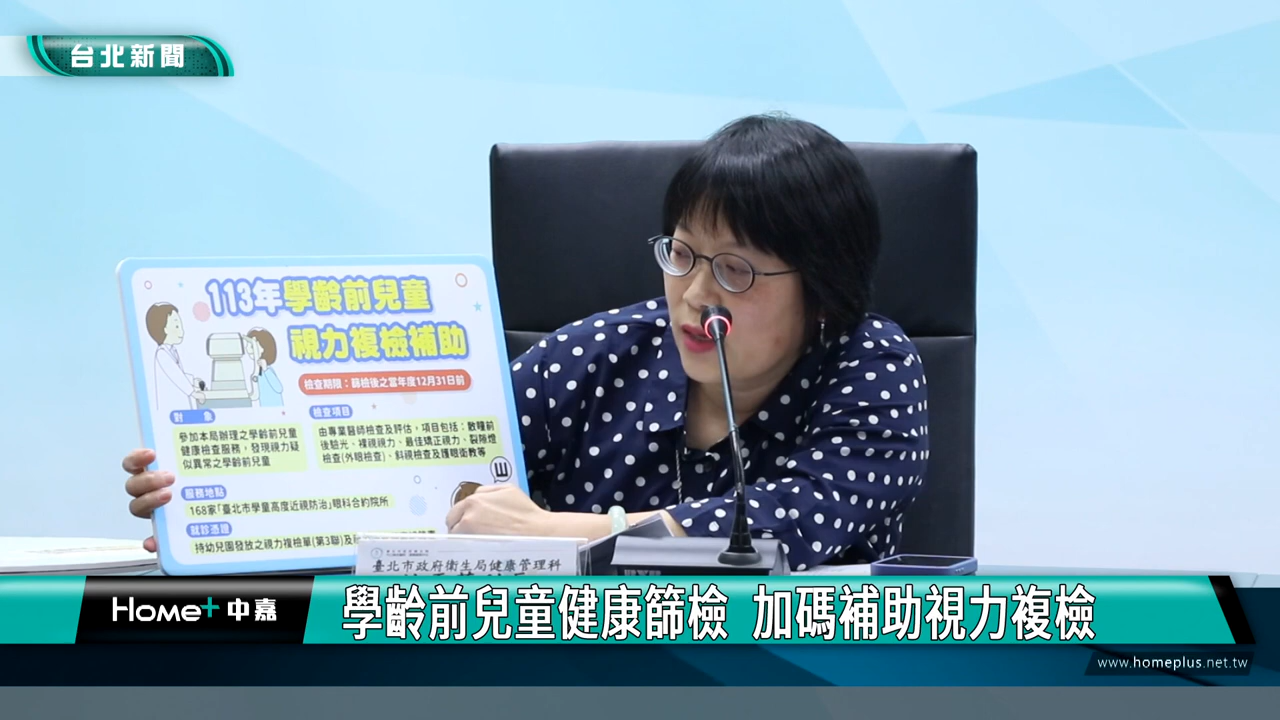 台北新聞
113年學齡前兒童
視力複檢補助
檢查期限：篩檢後之當年度12月31日前
對 象
參加本局辦理之學齡前兒童
健康檢查服務，發現視力疑
似異常之學齡前兒童
檢查項目
由專業醫師檢查及評估，項目包括：散瞳前
後驗光、裸視視力、最佳矯正視力、裂隙燈
檢查(外眼檢查)、斜視檢查及護眼衛教等
服務地點
168家「臺北市學童高度近視防治」眼科合約院所
就診憑證
持幼兒園發放之視力複檢單(第3聯)及
臺北市政府衛生局健康管理科
Home+中嘉
學齡前兒童健康篩檢 加碼補助視力複檢
www.homeplus.net.tw